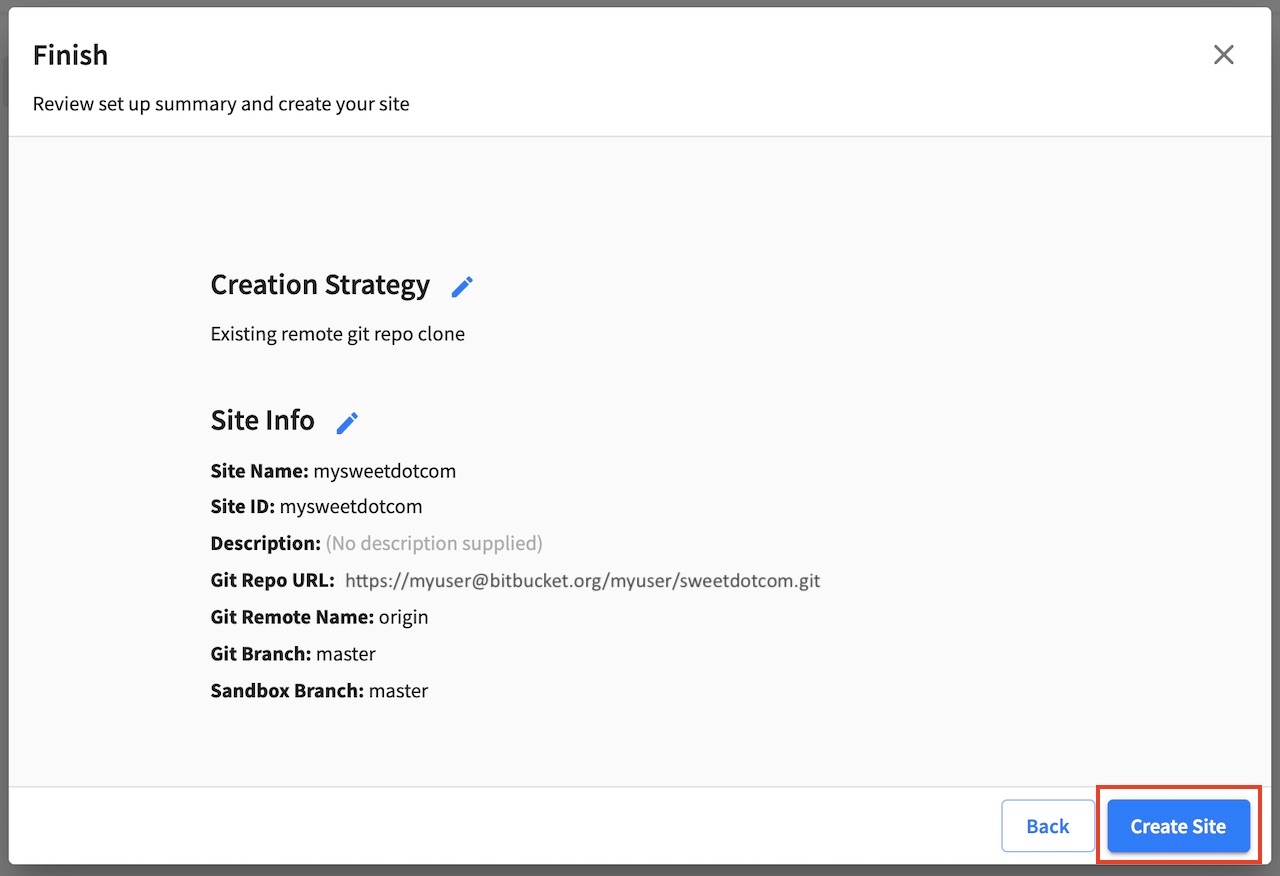 Finish
Review set up summary and create your site
Creation Strategy
Existing remote git repo clone
Site Info
Site Name: mysweetdotcom
Site ID: mysweetdotcom
Description: (No description supplied)
Git Repo URL: https://myuser@bitbucket.org/myuser/sweetdotcom.git
Git Remote Name: origin
Git Branch: master
Sandbox Branch: master
Back
Create Site